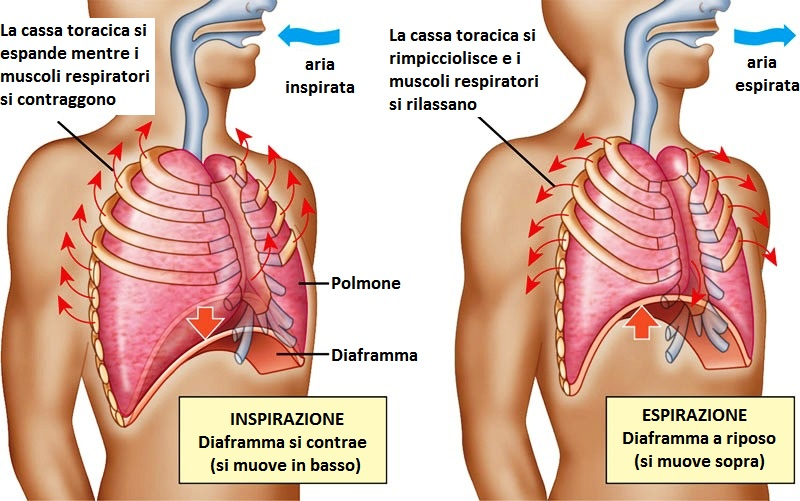 La cassa toracica si
espande mentre i
muscoli respiratori
si contraggono
aria
inspirata
Polmone
Diaframma
INSPIRAZIONE
Diaframma si contrae
(si muove in basso)
La cassa toracica si
rimpicciolisce e i
muscoli respiratori
si rilassano
aria
espirata
ESPIRAZIONE
Diaframma a riposo
(si muove sopra)